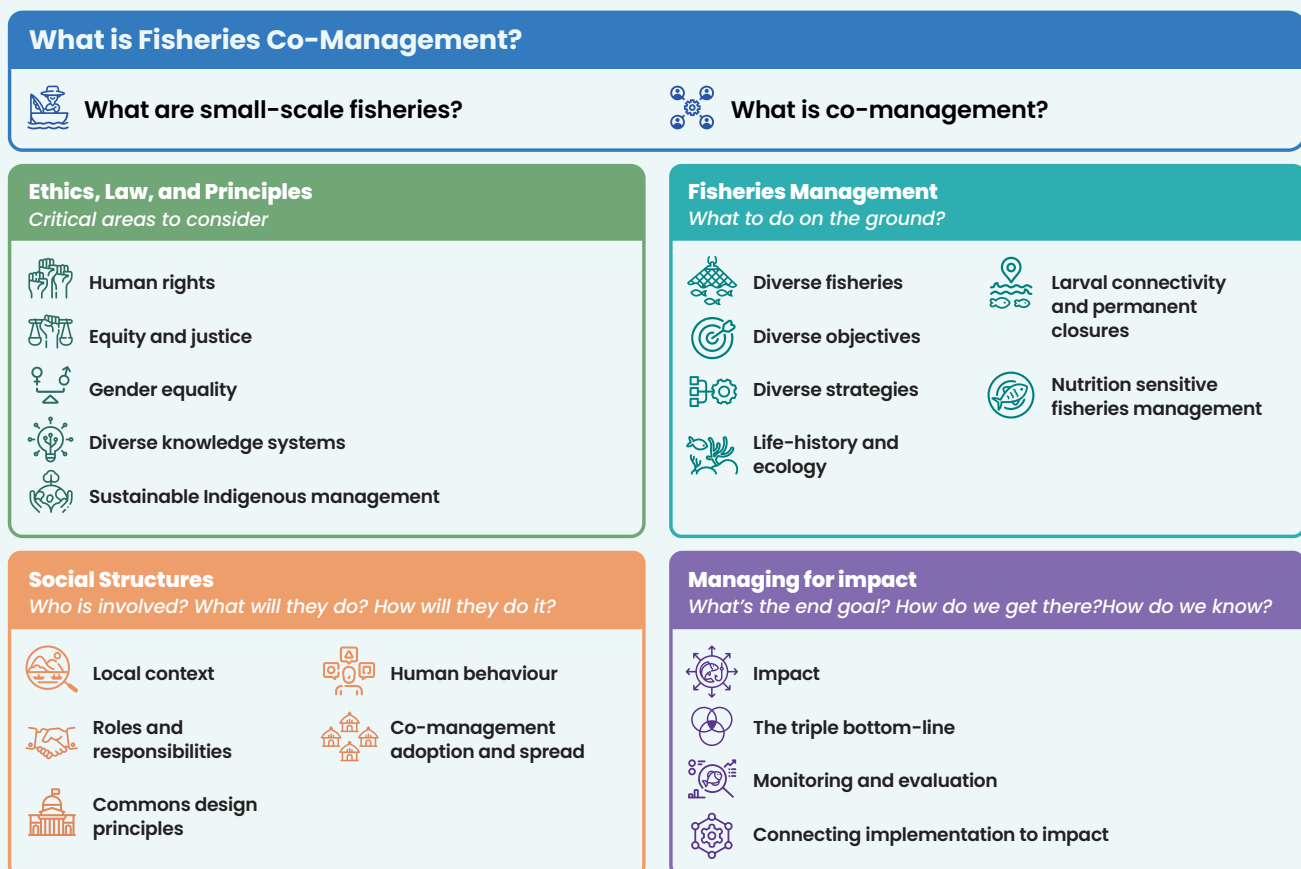 What is Fisheries Co-Management?
What are small-scale fisheries?
What is co-management?
Ethics, Law, and Principles
Critical areas to consider
Human rights
Equity and justice
Gender equality
Diverse knowledge systems
Sustainable Indigenous management
Fisheries Management
What to do on the ground?
Diverse fisheries
Diverse objectives
Diverse strategies
Life-history and
ecology
Larval connectivity
and permanent
closures
Nutrition sensitive
fisheries management
Social Structures
Who is involved? What will they do? How will they do it?
Local context
Roles and
responsibilities
Commons design
principles
Human behaviour
Co-management
adoption and spread
Managing for impact
What's the end goal? How do we get there?How do we know?
Impact
The triple bottom-line
Monitoring and evaluation
Connecting implementation to impact